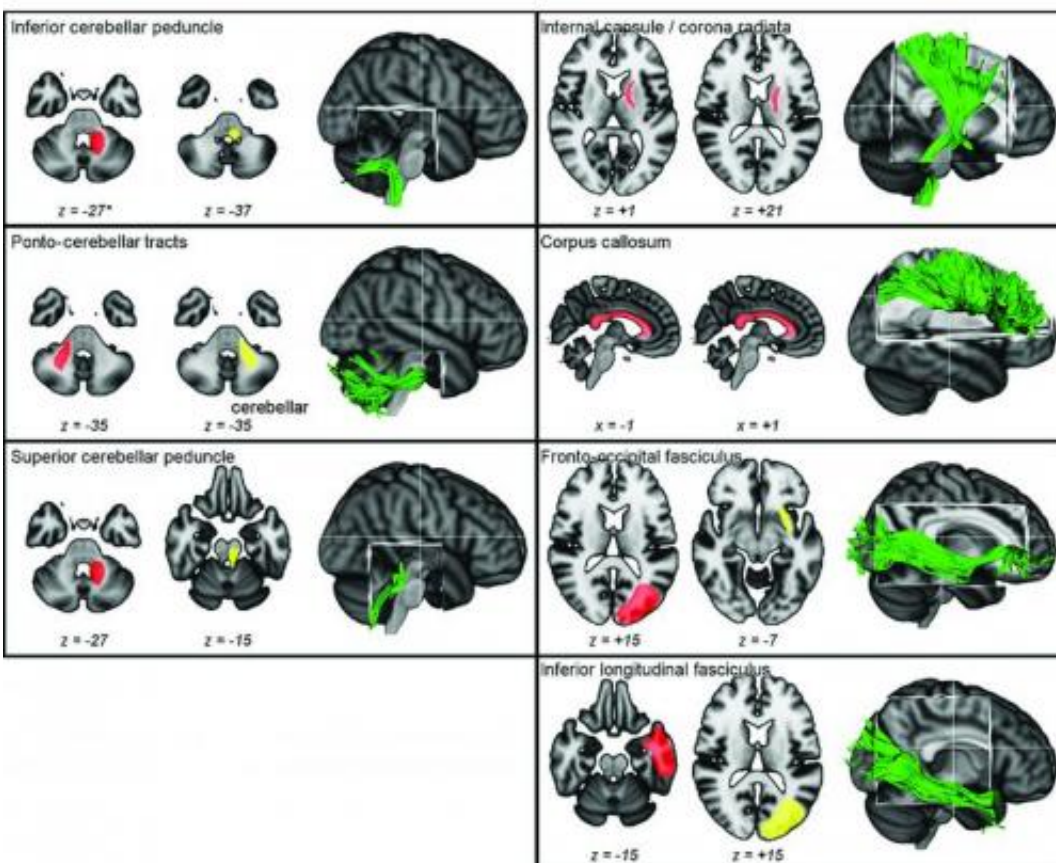 Inferior cerebellar peduncle
z = -27*
z = -37
Internal capsule / corona radiata
z = +1
z = +21
Ponto-cerebellar tracts
cerebellar
z = -35
z = -35
Corpus callosum
x = -1
x = +1
Superior cerebellar peduncle
z = -27
z = -15
Fronto-occipital fasciculus
z = +15
z = -7
Inferior longitudinal fasciculus
z = -15
z = +15